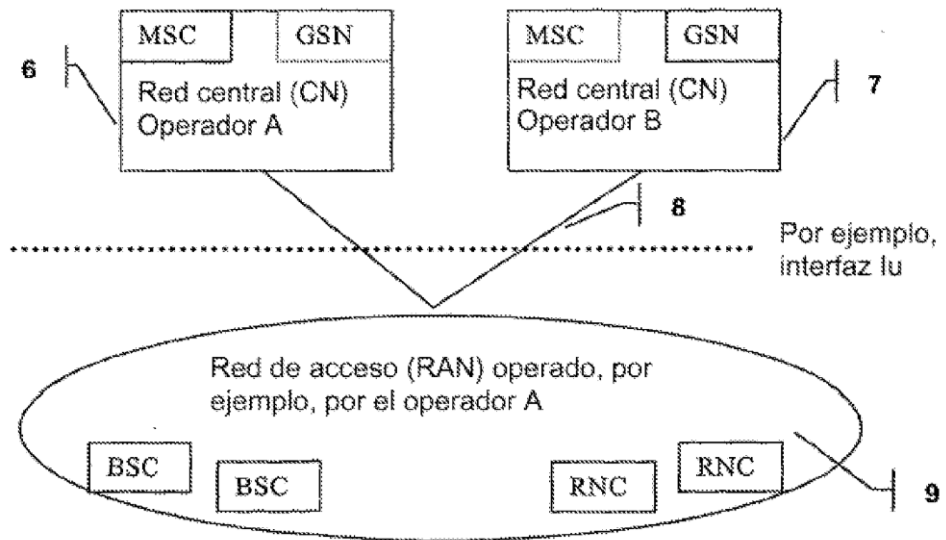 MSC GSN
MSC GSN
6
Red central (CN)
Operador A
Red central (CN)
Operador B
7
8
Por ejemplo,
interfaz Iu
Red de acceso (RAN) operado, por
ejemplo, por el operador A
BSC
BSC
RNC
RNC
9